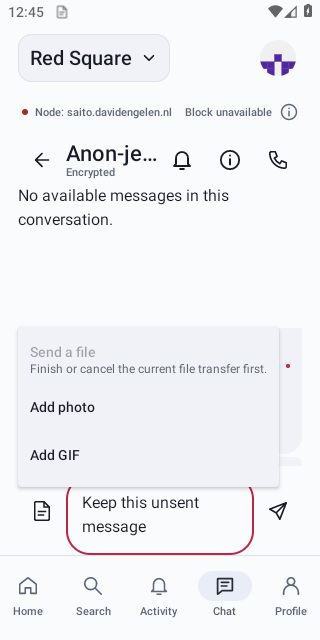 12:45
Red Square
Node: saito.davidengelen.nl Block unavailable
Anon-je...
Encrypted
No available messages in this
conversation.
Send a file
Finish or cancel the current file transfer first.
Add photo
Add GIF
Keep this unsent
message
Home Search Activity Chat Profile